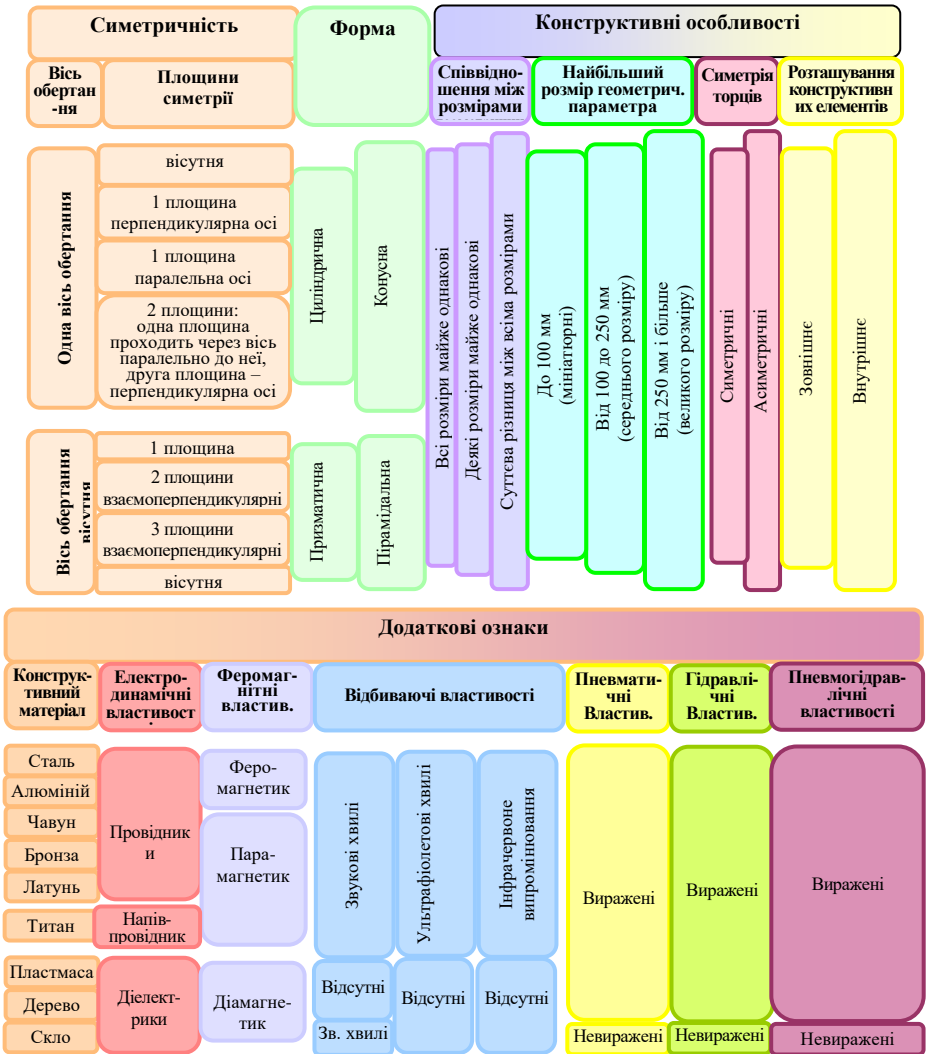 Симетричність
Форма
Конструктивні особливості
Вісь
обертан-
ня
Площини
симетрії
Співвідно-
шення між
розмірами
Найбільший
розмір геометрич.
параметра
Симетрія
торців
Розташування
конструктивн
их елементів
Одна вісь обертання
вісутня
1 площина
перпендикулярна осі
1 площина
паралельна осі
2 площини:
одна площина
проходить через вісь
паралельно до неї,
друга площина –
перпендикулярна осі
Циліндрична
Конусна
Вісь обертання
вісутня
1 площина
2 площини
взаємоперпендикулярні
3 площини
взаємоперпендикулярні
вісутня
Призматична
Пірамідальна
Всі розміри майже однакові
Деякі розміри майже однакові
Суттєва різниця між всіма розмірами
До 100 мм
(мініатюрні)
Від 100 до 250 мм
(середнього розміру)
Від 250 мм і більше
(великого розміру)
Симетричні
Асиметричні
Зовнішнє
Внутрішнє
Додаткові ознаки
Конструк-
тивний
матеріал
Електро-
динамічні
властивост
Феромаг-
нітні
властив.
Відбиваючі властивості
Пневмати-
чні
Властив.
Гідравлі-
чні
Властив.
Пневмогідрав-
лічні
властивості
Сталь
Алюміній
Чавун
Бронза
Латунь
Титан
Пластмаса
Дерево
Скло
Провідник
и
Напів-
провідник
Діелект-
рики
Феро-
магнетик
Пара-
магнетик
Діамагне-
тик
Звукові хвилі
Ультрафіолетові хвилі
Інфрачервоне
випромінювання
Відсутні
Зв. хвилі
Відсутні
Відсутні
Виражені
Невиражені
Виражені
Невиражені
Виражені
Невиражені